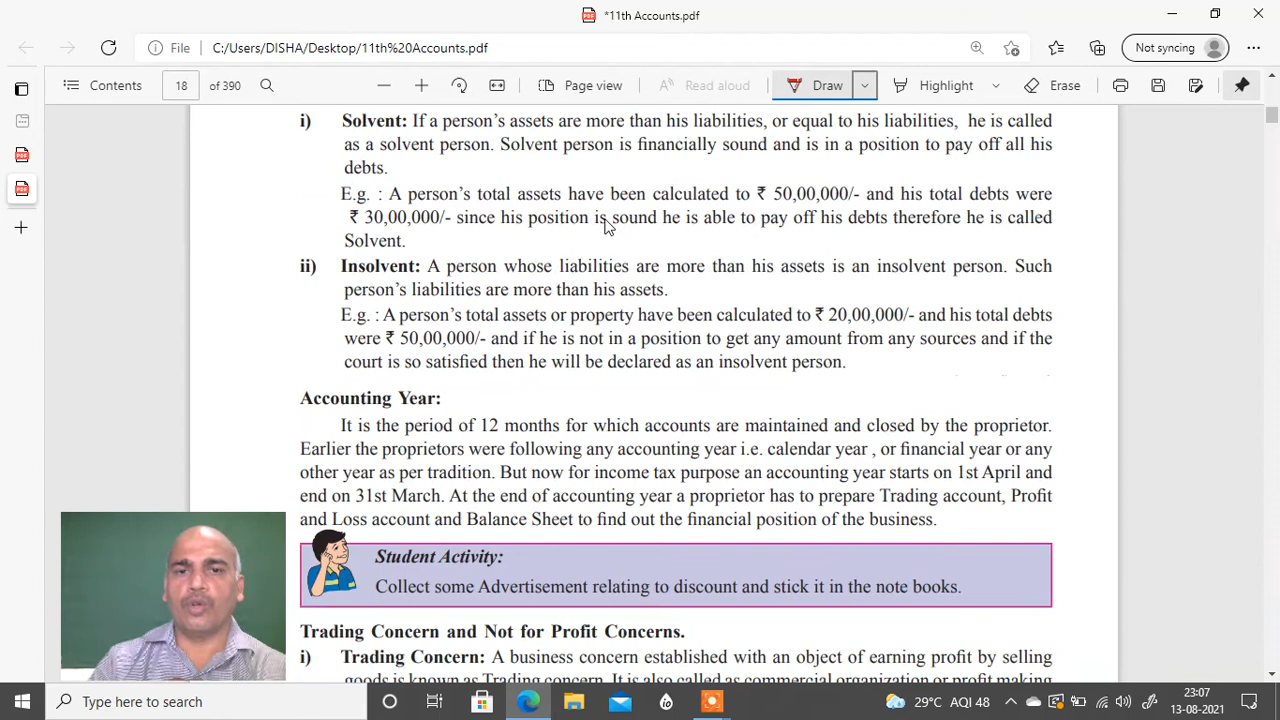 *11th Accounts.pdf
File C:/Users/DISHA/Desktop/11th%20Accounts.pdf Not syncing
Contents 18 of 390 Page view Read aloud Draw Highlight Erase
i) Solvent: If a person's assets are more than his liabilities, or equal to his liabilities, he is called
as a solvent person. Solvent person is financially sound and is in a position to pay off all his
debts.
E.g. : A person's total assets have been calculated to ₹ 50,00,000/- and his total debts were
₹ 30,00,000/- since his position is sound he is able to pay off his debts therefore he is called
Solvent.
ii) Insolvent: A person whose liabilities are more than his assets is an insolvent person. Such
person's liabilities are more than his assets.
E.g. : A person's total assets or property have been calculated to ₹ 20,00,000/- and his total debts
were ₹ 50,00,000/- and if he is not in a position to get any amount from any sources and if the
court is so satisfied then he will be declared as an insolvent person.
Accounting Year:
It is the period of 12 months for which accounts are maintained and closed by the proprietor.
Earlier the proprietors were following any accounting year i.e. calendar year , or financial year or any
other year as per tradition. But now for income tax purpose an accounting year starts on 1st April and
end on 31st March. At the end of accounting year a proprietor has to prepare Trading account, Profit
and Loss account and Balance Sheet to find out the financial position of the business.
Student Activity:
Collect some Advertisement relating to discount and stick it in the note books.
Trading Concern and Not for Profit Concerns.
i) Trading Concern: A business concern established with an object of earning profit by selling
goods is known as Trading concern. It is also called as commercial organization or profit making
Type here to search 29°C AQI 48 23:07
13-08-2021